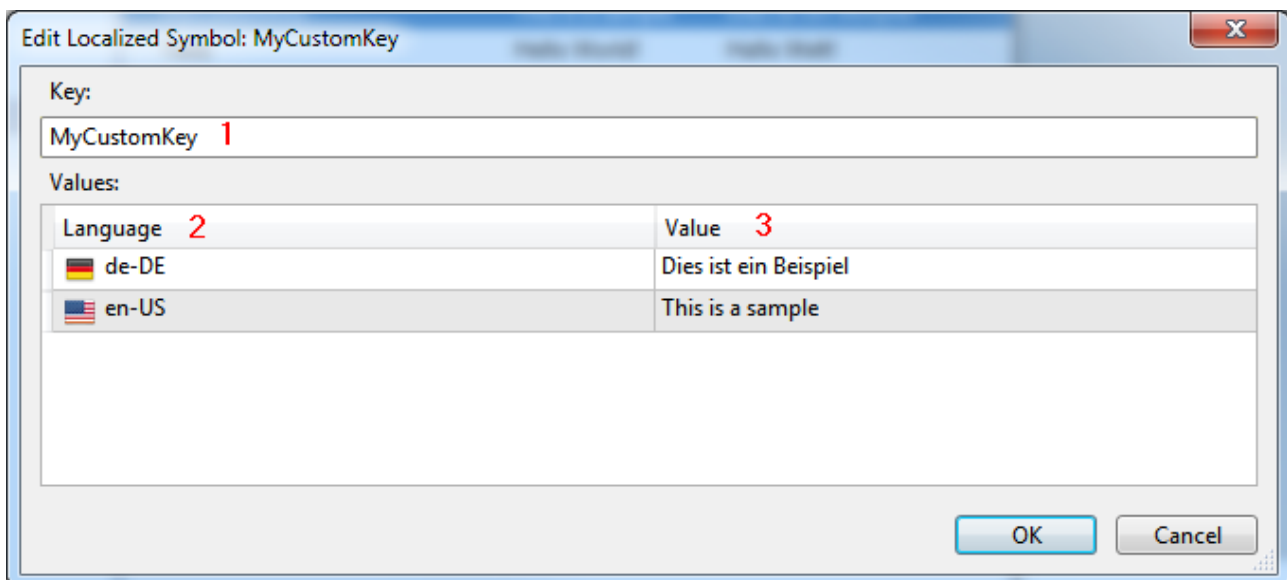 Edit Localized Symbol: MyCustomKey
Key:
MyCustomKey 1
Values:
Language 2 Value 3
de-DE Dies ist ein Beispiel
en-US This is a sample
OK Cancel